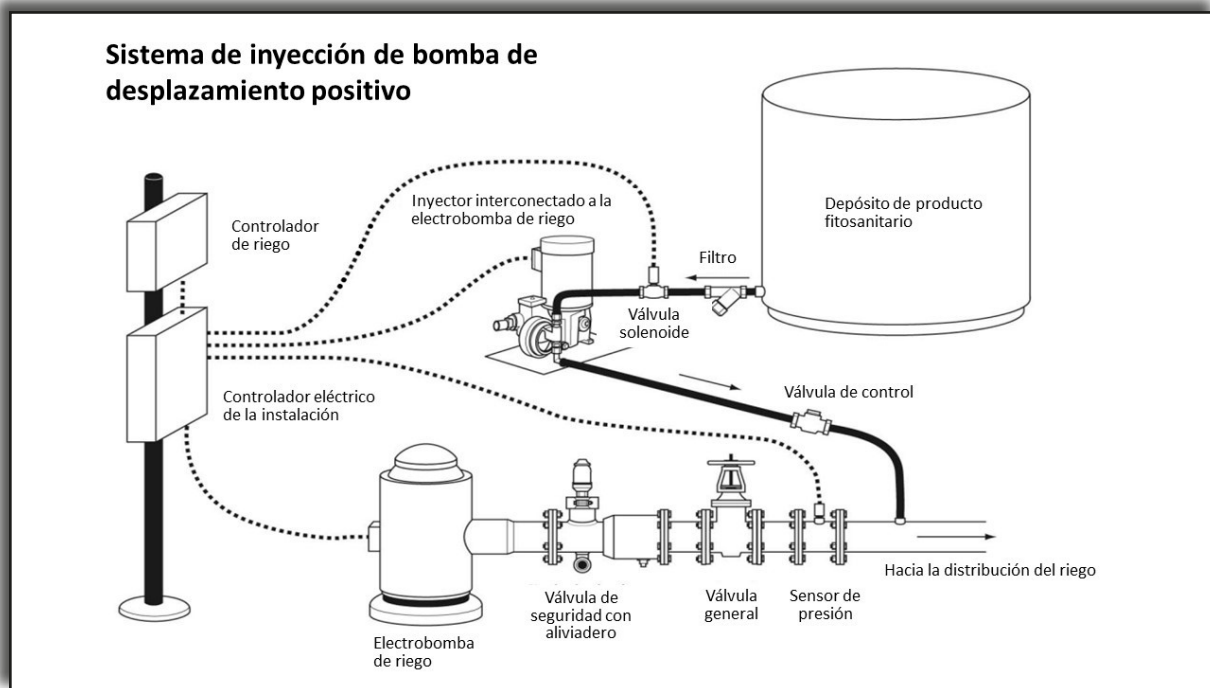 Sistema de inyección de bomba de
desplazamiento positivo
Inyector interconectado a la
electrobomba de riego
Depósito de producto
fitosanitario
Controlador
de riego
Filtro
Válvula
solenoide
Válvula de control
Controlador eléctrico
de la instalación
Hacia la distribución del riego
Válvula de
seguridad con
aliviadero
Válvula
general
Sensor de
presión
Electrobomba
de riego